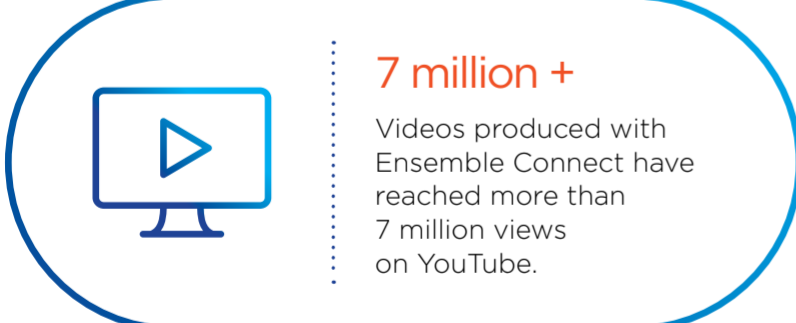 7 million +
Videos produced with
Ensemble Connect have
reached more than
7 million views
on YouTube.